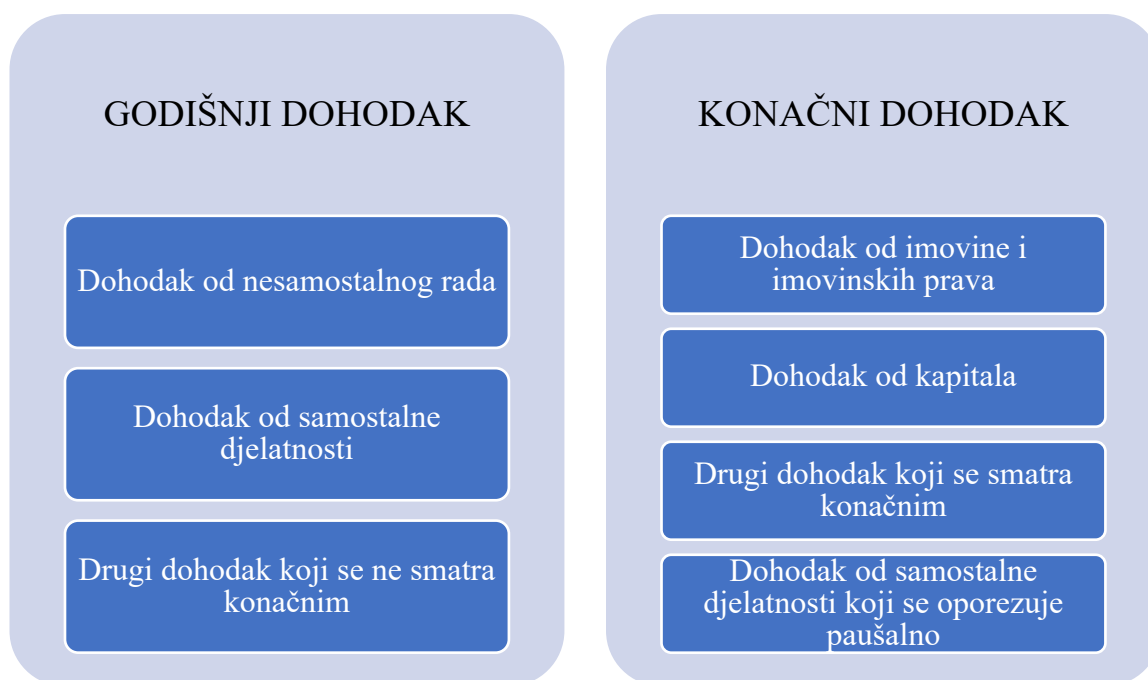 GODIŠNJI DOHODAK
Dohodak od nesamostalnog rada
Dohodak od samostalne
djelatnosti
Drugi dohodak koji se ne smatra
konačnim
KONAČNI DOHODAK
Dohodak od imovine i
imovinskih prava
Dohodak od kapitala
Drugi dohodak koji se smatra
konačnim
Dohodak od samostalne
djelatnosti koji se oporezuje
paušalno